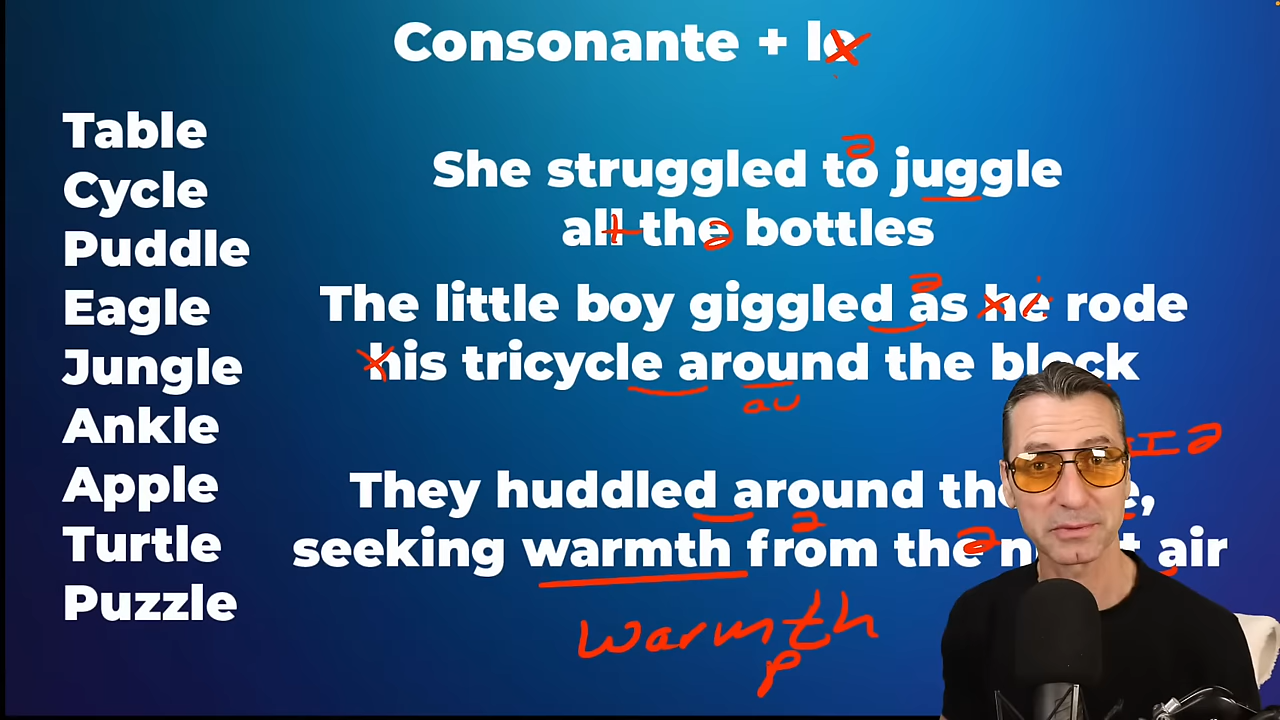 Consonante + le
Table
Cycle
Puddle
Eagle
Jungle
Ankle
Apple
Turtle
Puzzle
ə
She struggled to juggle
all the bottles
ə
ə
The little boy giggled as he rode
his tricycle around the block
au
ə
They huddled around the
ə
seeking warmth from the air
ə
warmth
p